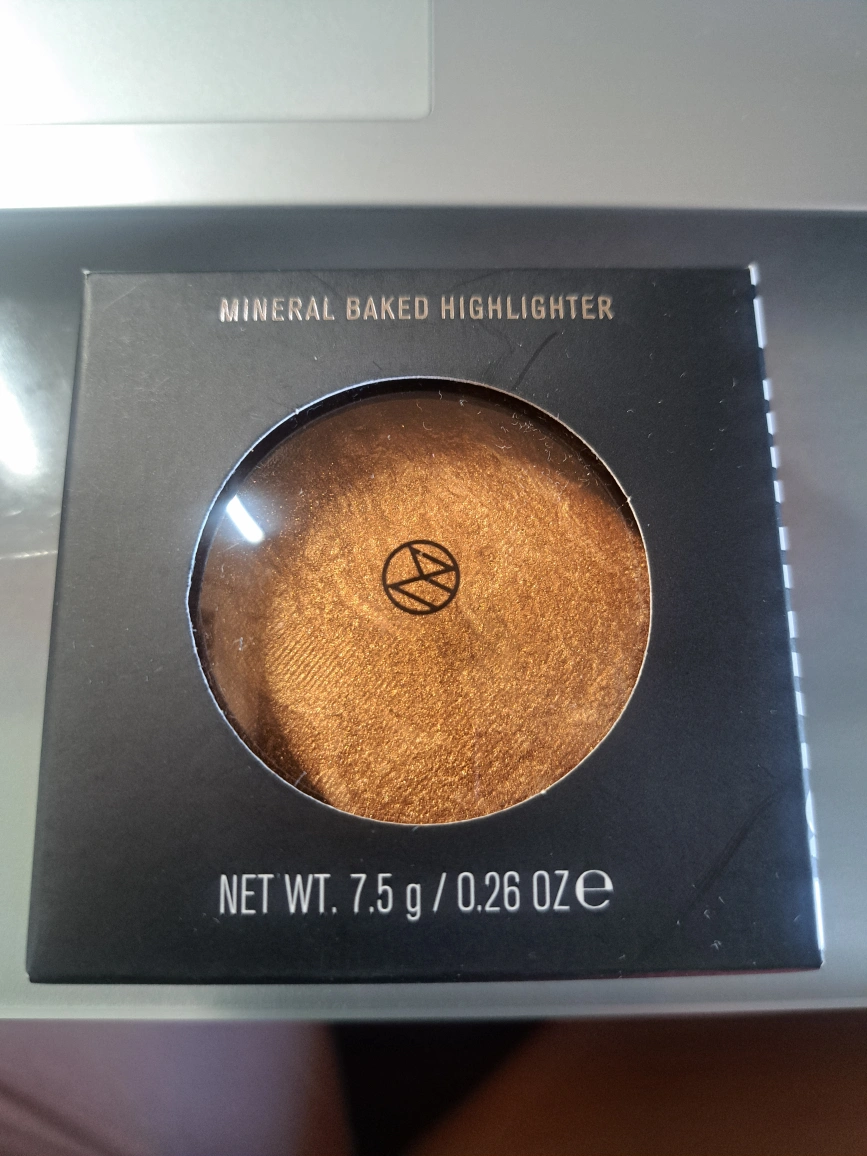 MINERAL BAKED HIGHLIGHTER
NET WT. 7.5 g / 0.26 OZ ℮